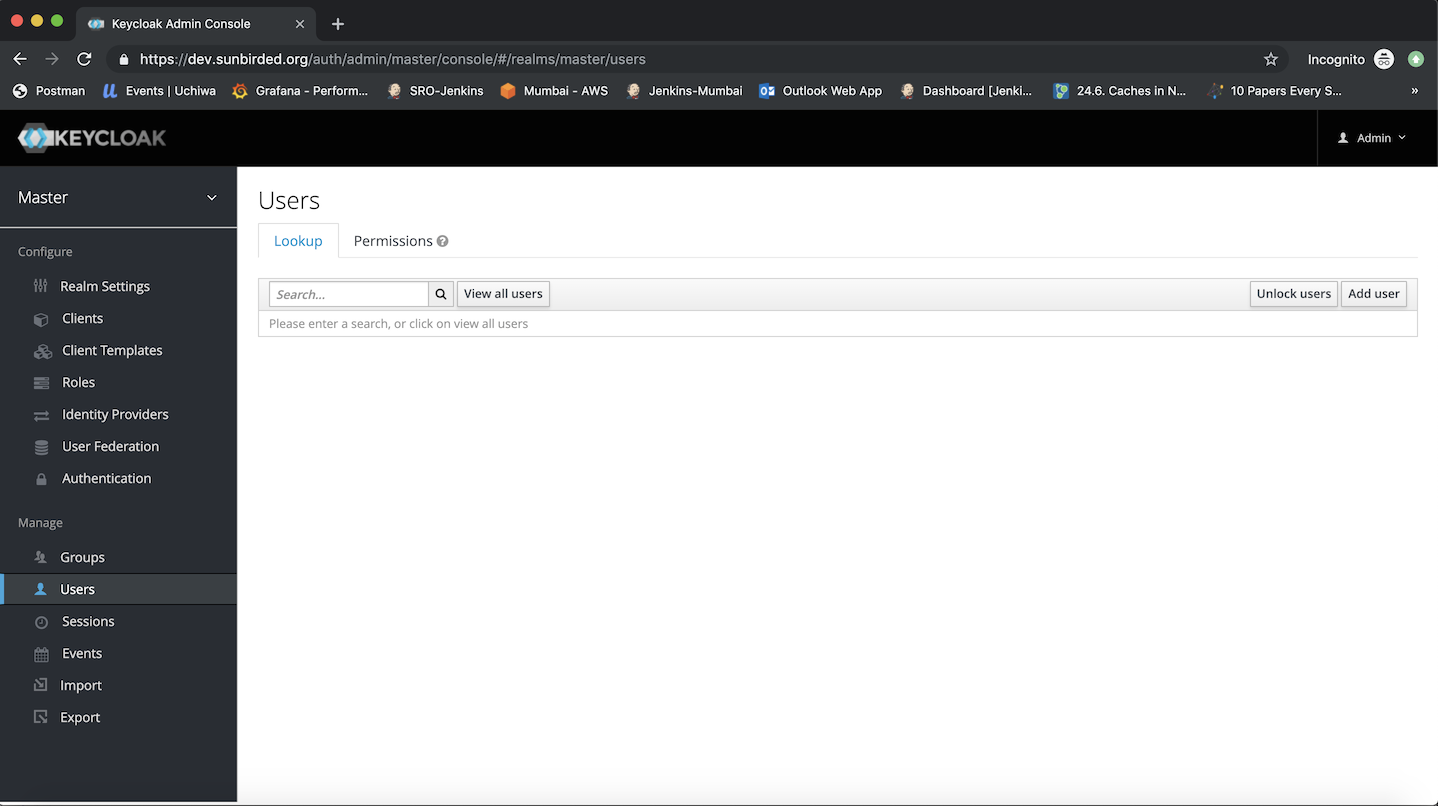 Keycloak Admin Console
https://dev.sunbirded.org/auth/admin/master/console/#/realms/master/users
Incognito
Postman Events | Uchiwa Grafana - Perform... SRO-Jenkins Mumbai - AWS Jenkins-Mumbai Outlook Web App Dashboard [Jenki... 24.6. Caches in N... 10 Papers Every S... »
KEYCLOAK
Admin
Master
Configure
Realm Settings
Clients
Client Templates
Roles
Identity Providers
User Federation
Authentication
Manage
Groups
Users
Sessions
Events
Import
Export
Users
Lookup Permissions
Search... View all users Unlock users Add user
Please enter a search, or click on view all users